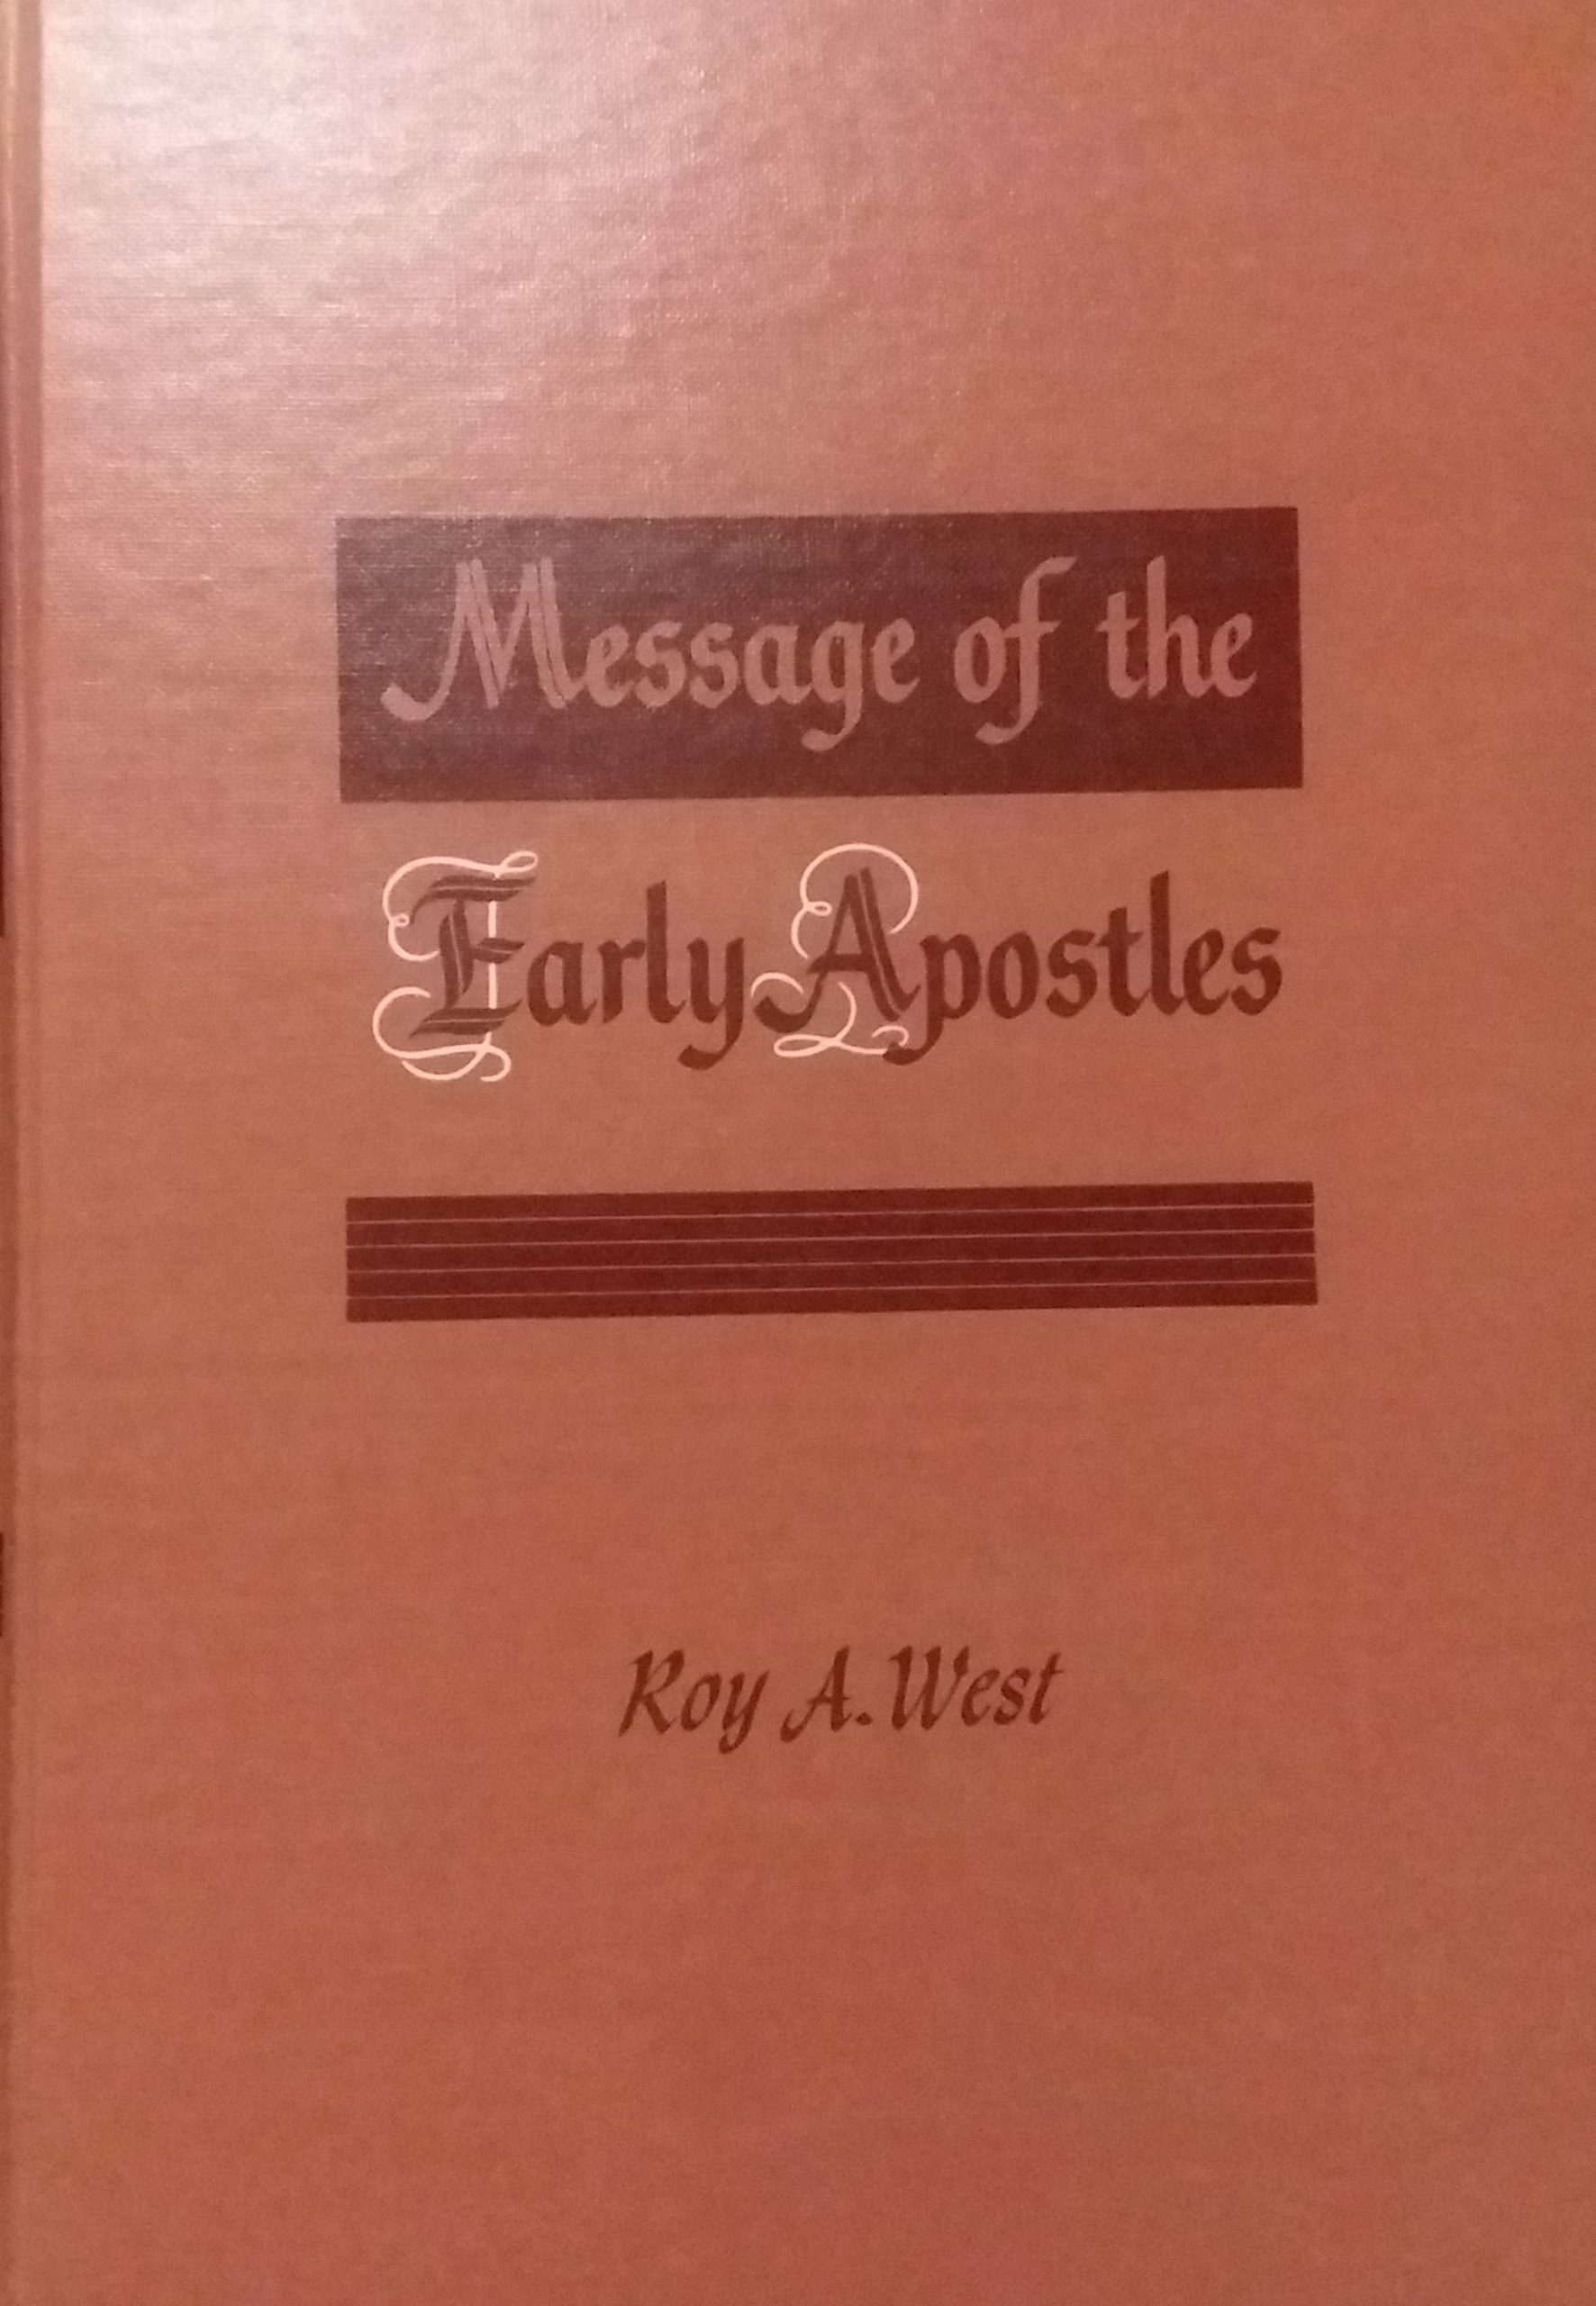 Message of the
Early Apostles
Roy A. West